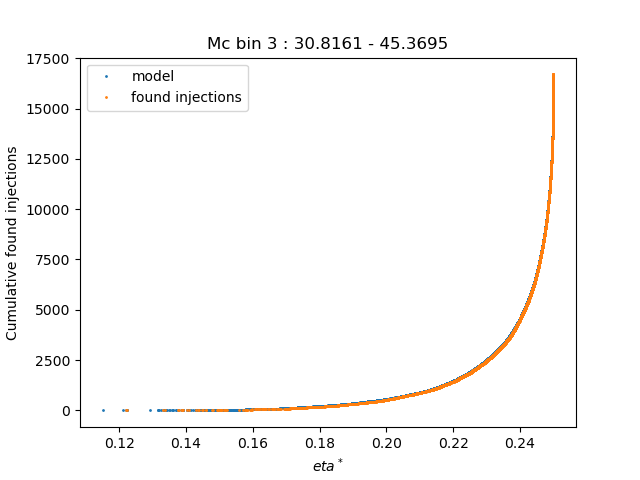 Mc bin 3 : 30.8161 - 45.3695
17500
15000
12500
10000
7500
5000
2500
0
Cumulative found injections
model
found injections
0.12 0.14 0.16 0.18 0.20 0.22 0.24
eta*